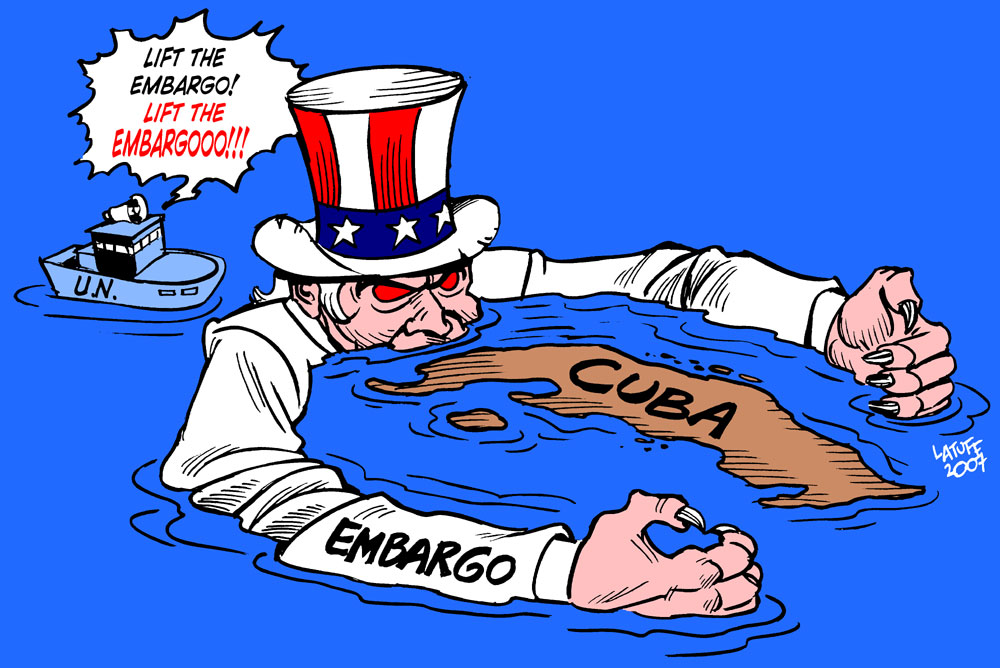 LIFT THE
EMBARGO!
LIFT THE
EMBARGOOO!!!
U.N.
CUBA
EMBARGO
LATUFF
2007